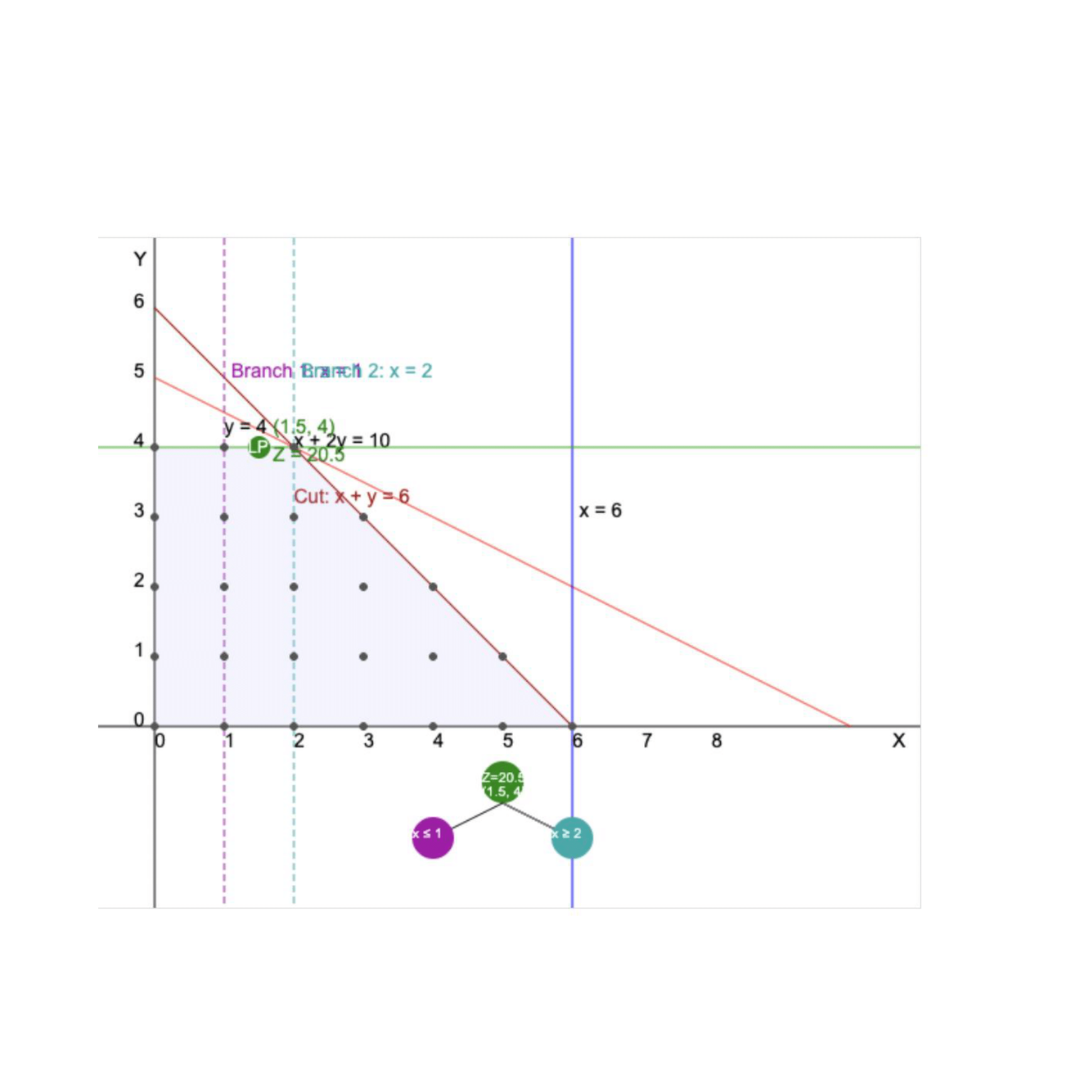 Y
6
5
Branch 1: x = 1
Branch 2: x = 2
y = 4
(1.5, 4)
4
LP
x + 2y = 10
Z = 20.5
Cut: x + y = 6
3
x = 6
2
1
0
0 1 2 3 4 5 6 7 8 X
Z=20.5
(1.5, 4)
x ≤ 1
x ≥ 2